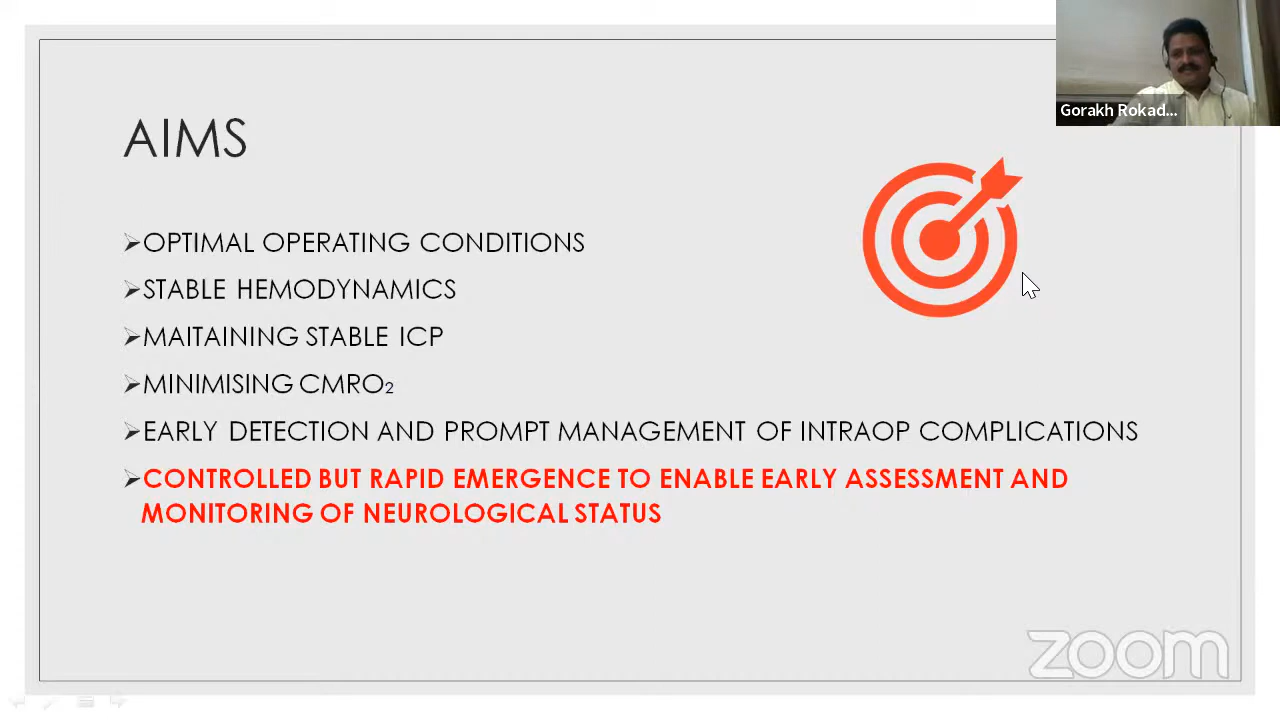 Gorakh Rokad...
AIMS
OPTIMAL OPERATING CONDITIONS
STABLE HEMODYNAMICS
MAITAINING STABLE ICP
MINIMISING CMRO₂
EARLY DETECTION AND PROMPT MANAGEMENT OF INTRAOP COMPLICATIONS
CONTROLLED BUT RAPID EMERGENCE TO ENABLE EARLY ASSESSMENT AND
MONITORING OF NEUROLOGICAL STATUS
zoom